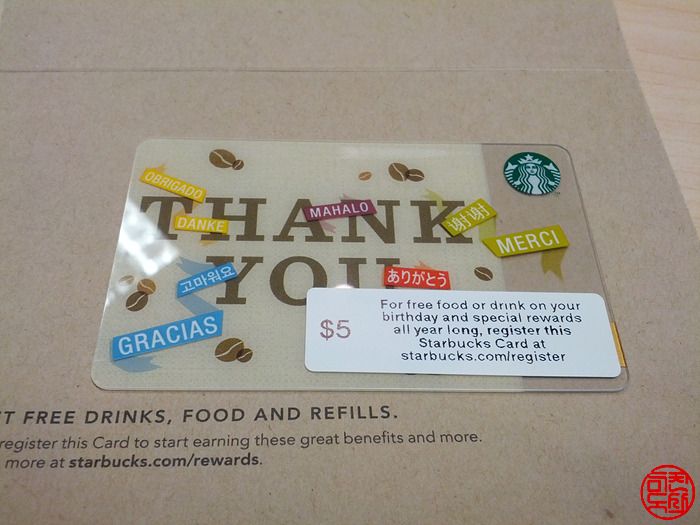 OBRIGADO
THANK
DANKE
MAHALO
谢谢
MERCI
YOU
고마워요
ありがとう
GRACIAS
$5
For free food or drink on your
birthday and special rewards
all year long, register this
Starbucks Card at
starbucks.com/register
T FREE DRINKS, FOOD AND REFILLS.
register this Card to start earning these great benefits and more.
more at starbucks.com/rewards.